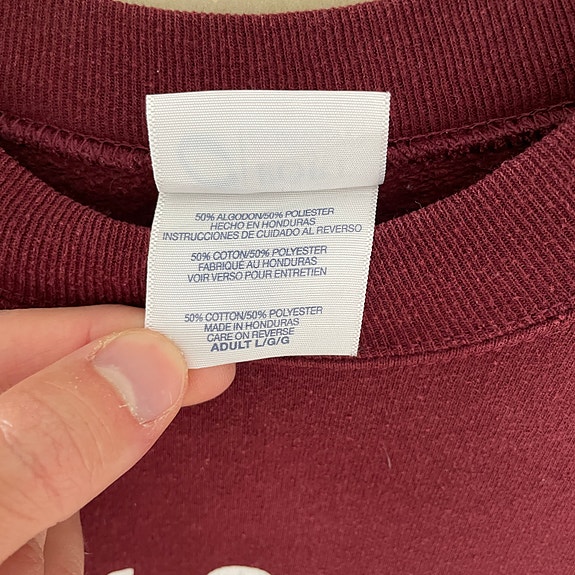 50% ALGODON/50% POLIESTER
HECHO EN HONDURAS
INSTRUCCIONES DE CUIDADO AL REVERSO
50% COTON/50% POLYESTER
FABRIQUÉ AU HONDURAS
VOIR VERSO POUR ENTRETIEN
50% COTTON/50% POLYESTER
MADE IN HONDURAS
CARE ON REVERSE
ADULT L/G/G